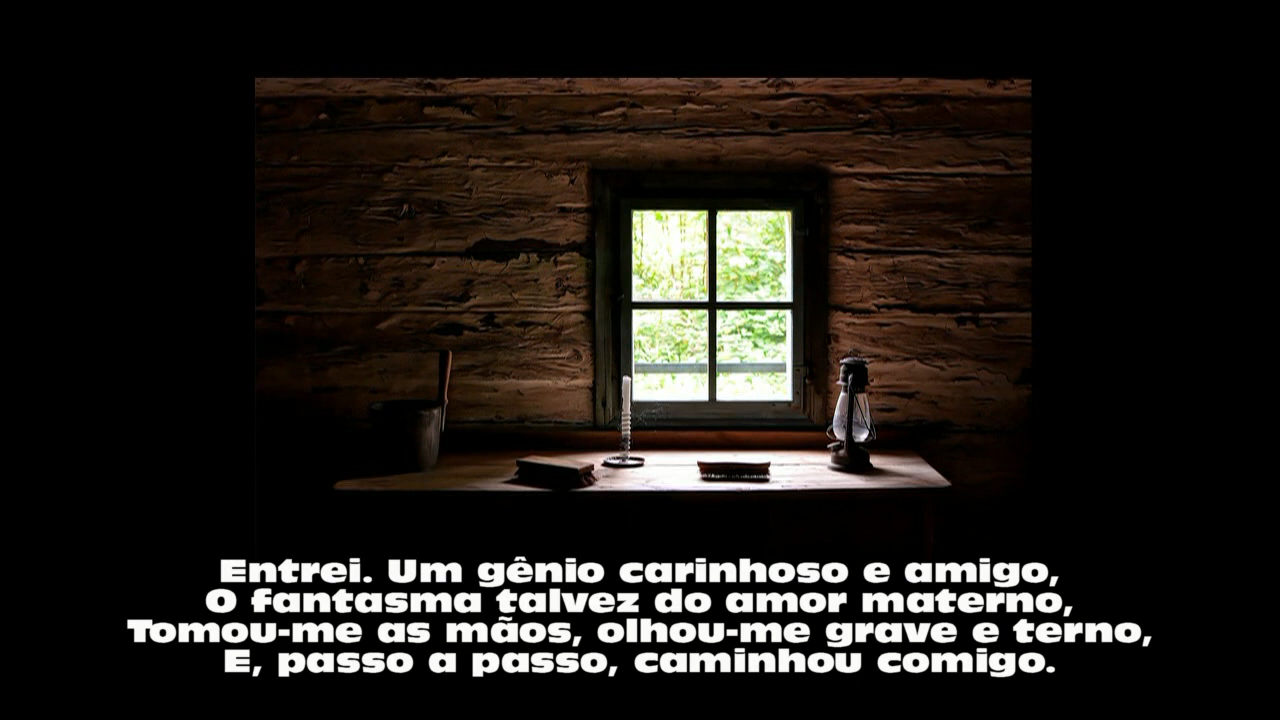 Entrei. Um gênio carinhoso e amigo,
O fantasma talvez do amor materno,
Tomou-me as mãos, olhou-me grave e terno,
E, passo a passo, caminhou comigo.